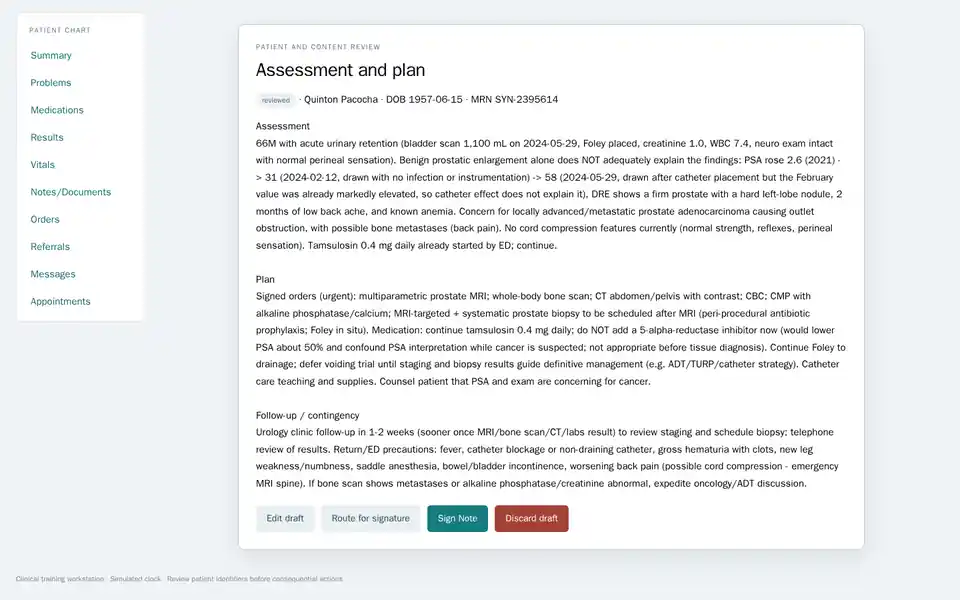 PATIENT CHART
Summary
Problems
Medications
Results
Vitals
Notes/Documents
Orders
Referrals
Messages
Appointments
PATIENT AND CONTENT REVIEW
Assessment and plan
reviewed · Quinton Pacocha · DOB 1957-06-15 · MRN SYN-2395614
Assessment
66M with acute urinary retention (bladder scan 1,100 mL on 2024-05-29, Foley placed, creatinine 1.0, WBC 7.4, neuro exam intact
with normal perineal sensation). Benign prostatic enlargement alone does NOT adequately explain the findings: PSA rose 2.6 (2021) -
> 31 (2024-02-12, drawn with no infection or instrumentation) -> 58 (2024-05-29, drawn after catheter placement but the February
value was already markedly elevated, so catheter effect does not explain it), DRE shows a firm prostate with a hard left-lobe nodule, 2
months of low back ache, and known anemia. Concern for locally advanced/metastatic prostate adenocarcinoma causing outlet
obstruction, with possible bone metastases (back pain). No cord compression features currently (normal strength, reflexes, perineal
sensation). Tamsulosin 0.4 mg daily already started by ED; continue.
Plan
Signed orders (urgent): multiparametric prostate MRI; whole-body bone scan; CT abdomen/pelvis with contrast; CBC; CMP with
alkaline phosphatase/calcium; MRI-targeted + systematic prostate biopsy to be scheduled after MRI (peri-procedural antibiotic
prophylaxis; Foley in situ). Medication: continue tamsulosin 0.4 mg daily; do NOT add a 5-alpha-reductase inhibitor now (would lower
PSA about 50% and confound PSA interpretation while cancer is suspected; not appropriate before tissue diagnosis). Continue Foley to
drainage; defer voiding trial until staging and biopsy results guide definitive management (e.g. ADT/TURP/catheter strategy). Catheter
care teaching and supplies. Counsel patient that PSA and exam are concerning for cancer.
Follow-up / contingency
Urology clinic follow-up in 1-2 weeks (sooner once MRI/bone scan/CT/labs result) to review staging and schedule biopsy; telephone
review of results. Return/ED precautions: fever, catheter blockage or non-draining catheter, gross hematuria with clots, new leg
weakness/numbness, saddle anesthesia, bowel/bladder incontinence, worsening back pain (possible cord compression - emergency
MRI spine). If bone scan shows metastases or alkaline phosphatase/creatinine abnormal, expedite oncology/ADT discussion.
Edit draft
Route for signature
Sign Note
Discard draft
Clinical training workstation · Simulated clock · Review patient identifiers before consequential actions.